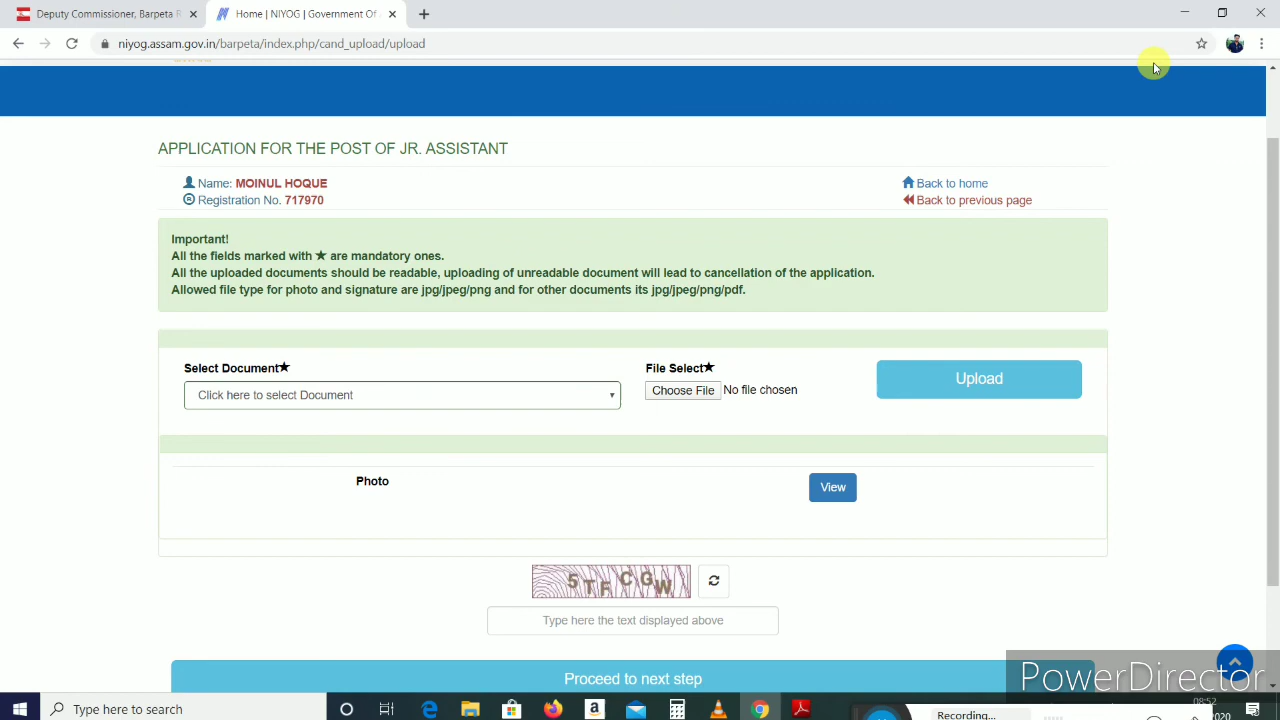 Deputy Commissioner, Barpeta R
Home | NIYOG | Government Of A
niyog.assam.gov.in/barpeta/index.php/cand_upload/upload
APPLICATION FOR THE POST OF JR. ASSISTANT
Name: MOINUL HOQUE
Back to home
Registration No. 717970
Back to previous page
Important!
All the fields marked with ★ are mandatory ones.
All the uploaded documents should be readable, uploading of unreadable document will lead to cancellation of the application.
Allowed file type for photo and signature are jpg/jpeg/png and for other documents its jpg/jpeg/png/pdf.
Select Document★
File Select★
Click here to select Document
Choose File No file chosen
Upload
Photo
View
5TFCGW
Type here the text displayed above
Proceed to next step
PowerDirector
Type here to search
Recording...
08:52
2020